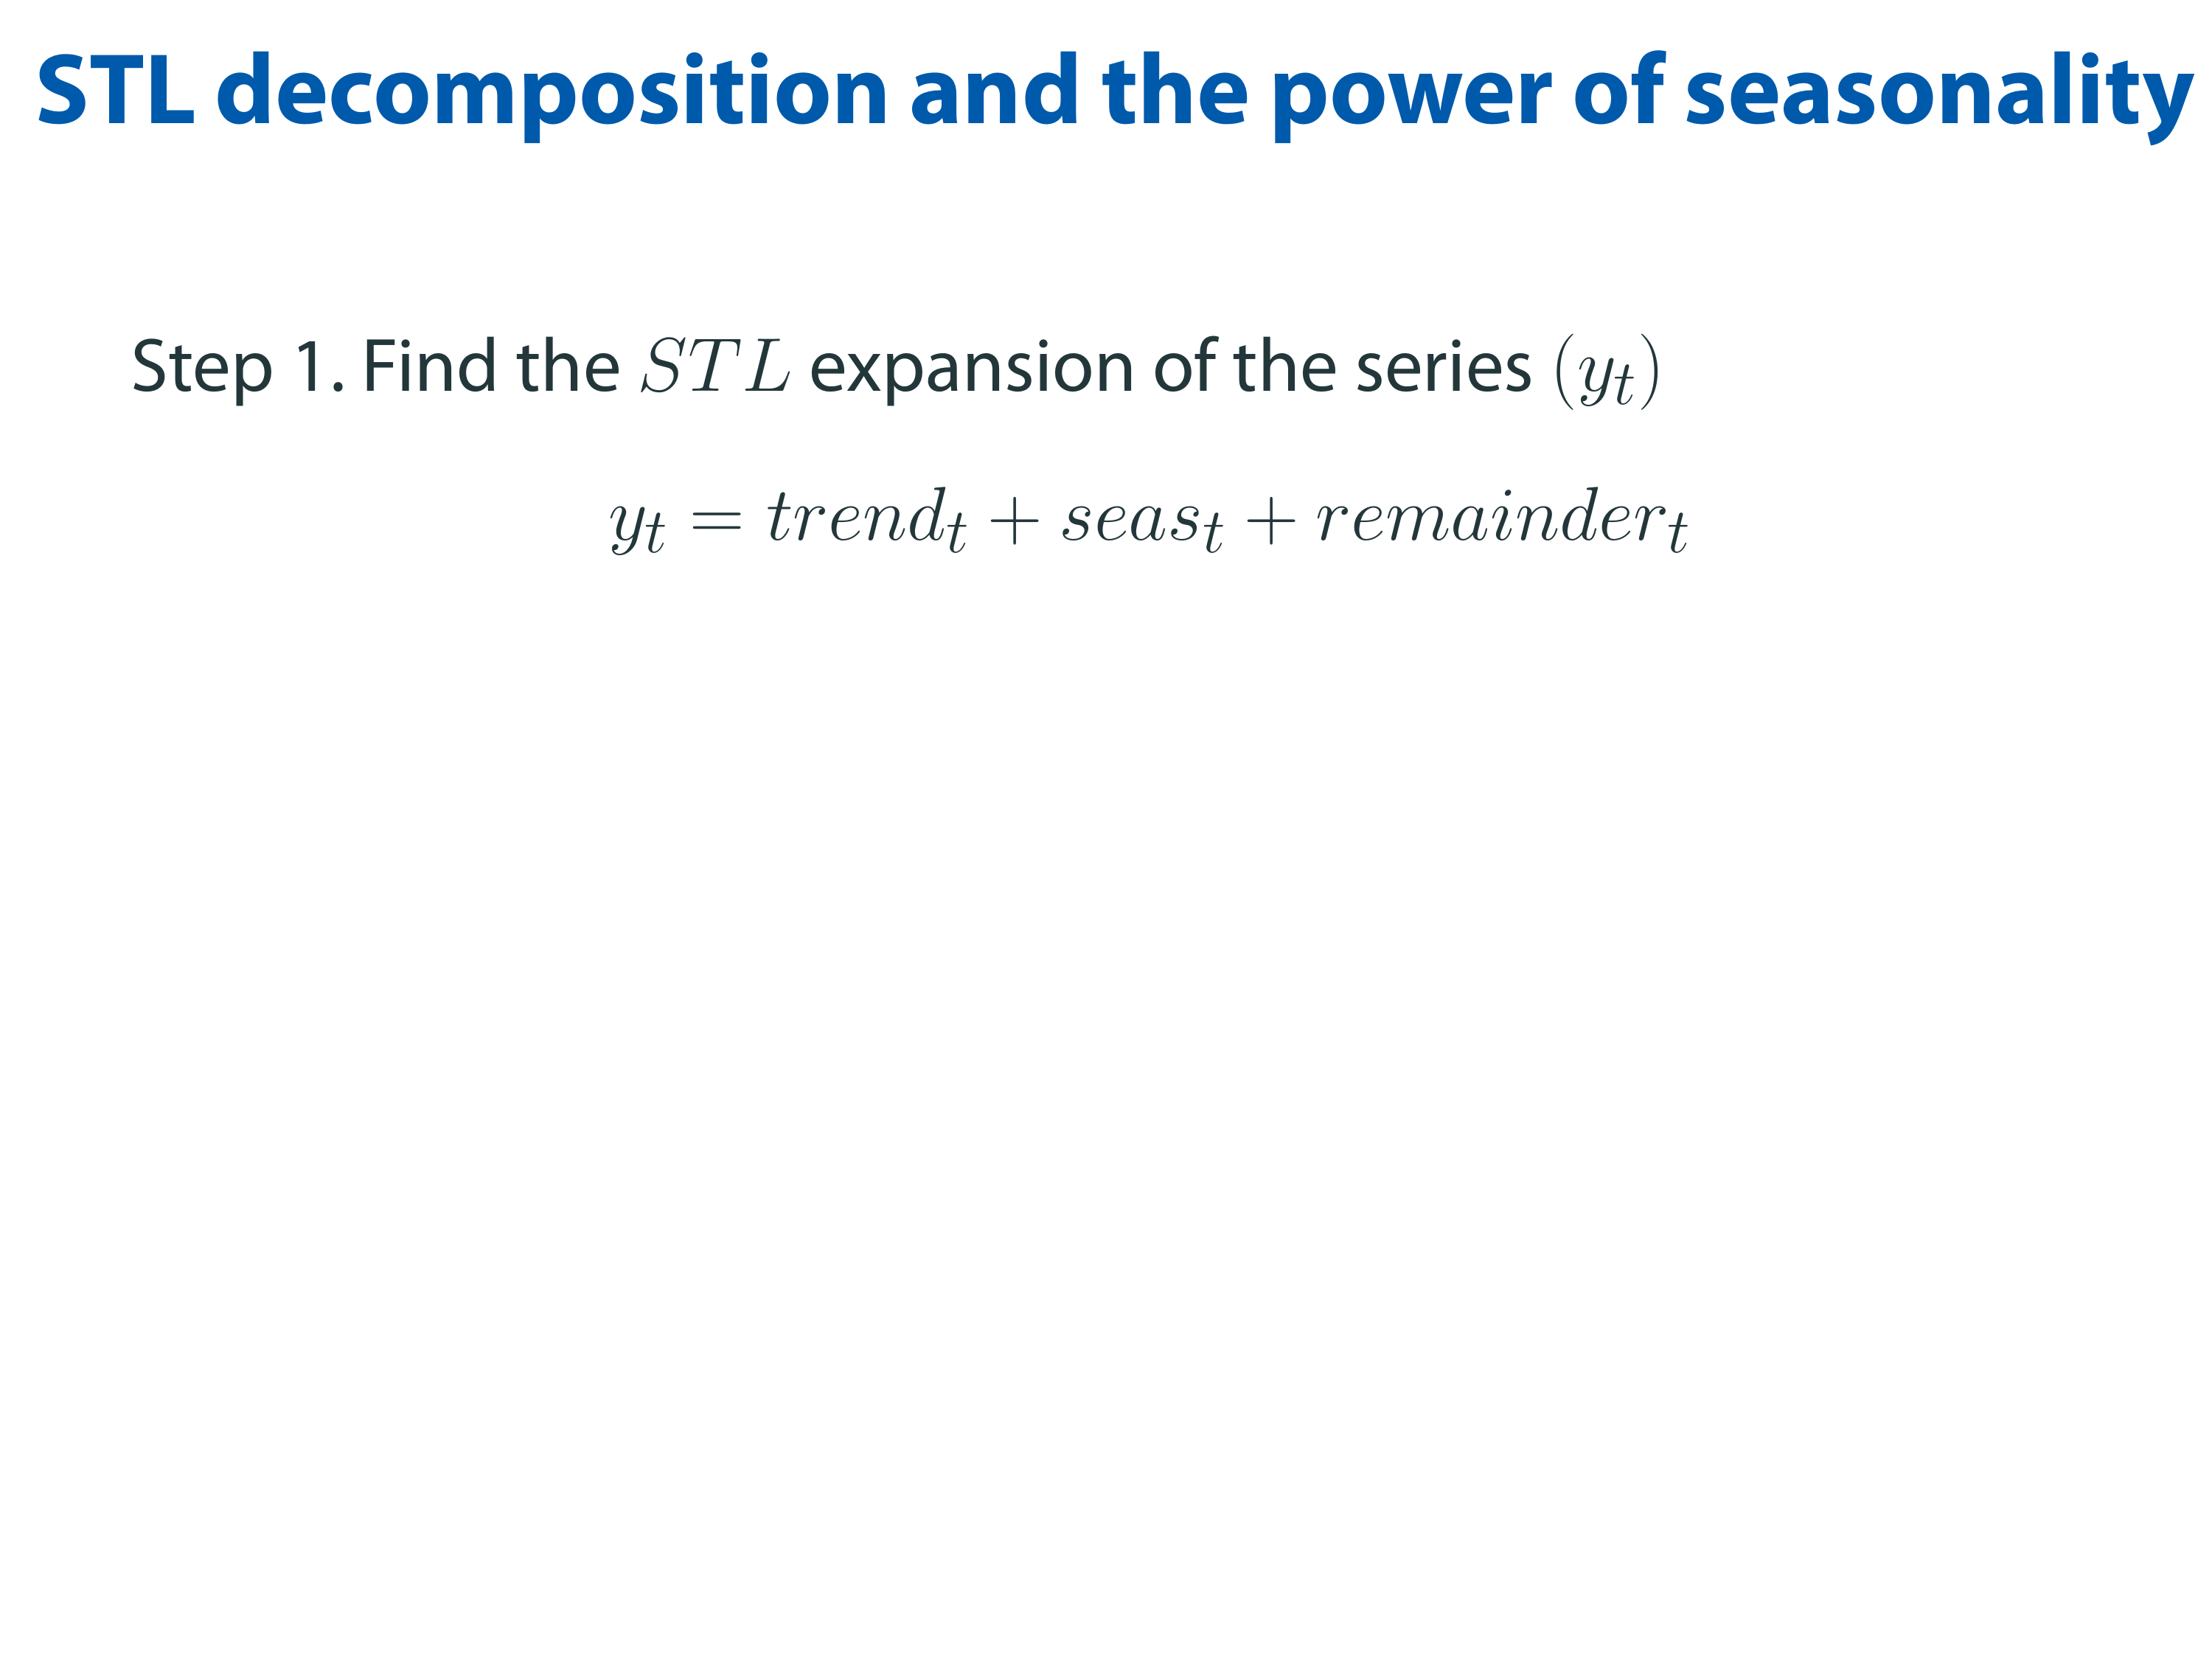 STL decomposition and the power of seasonality
Step 1. Find the $STL$ expansion of the series $(y_t)$
$y_t = trend_t + seas_t + remainder_t$